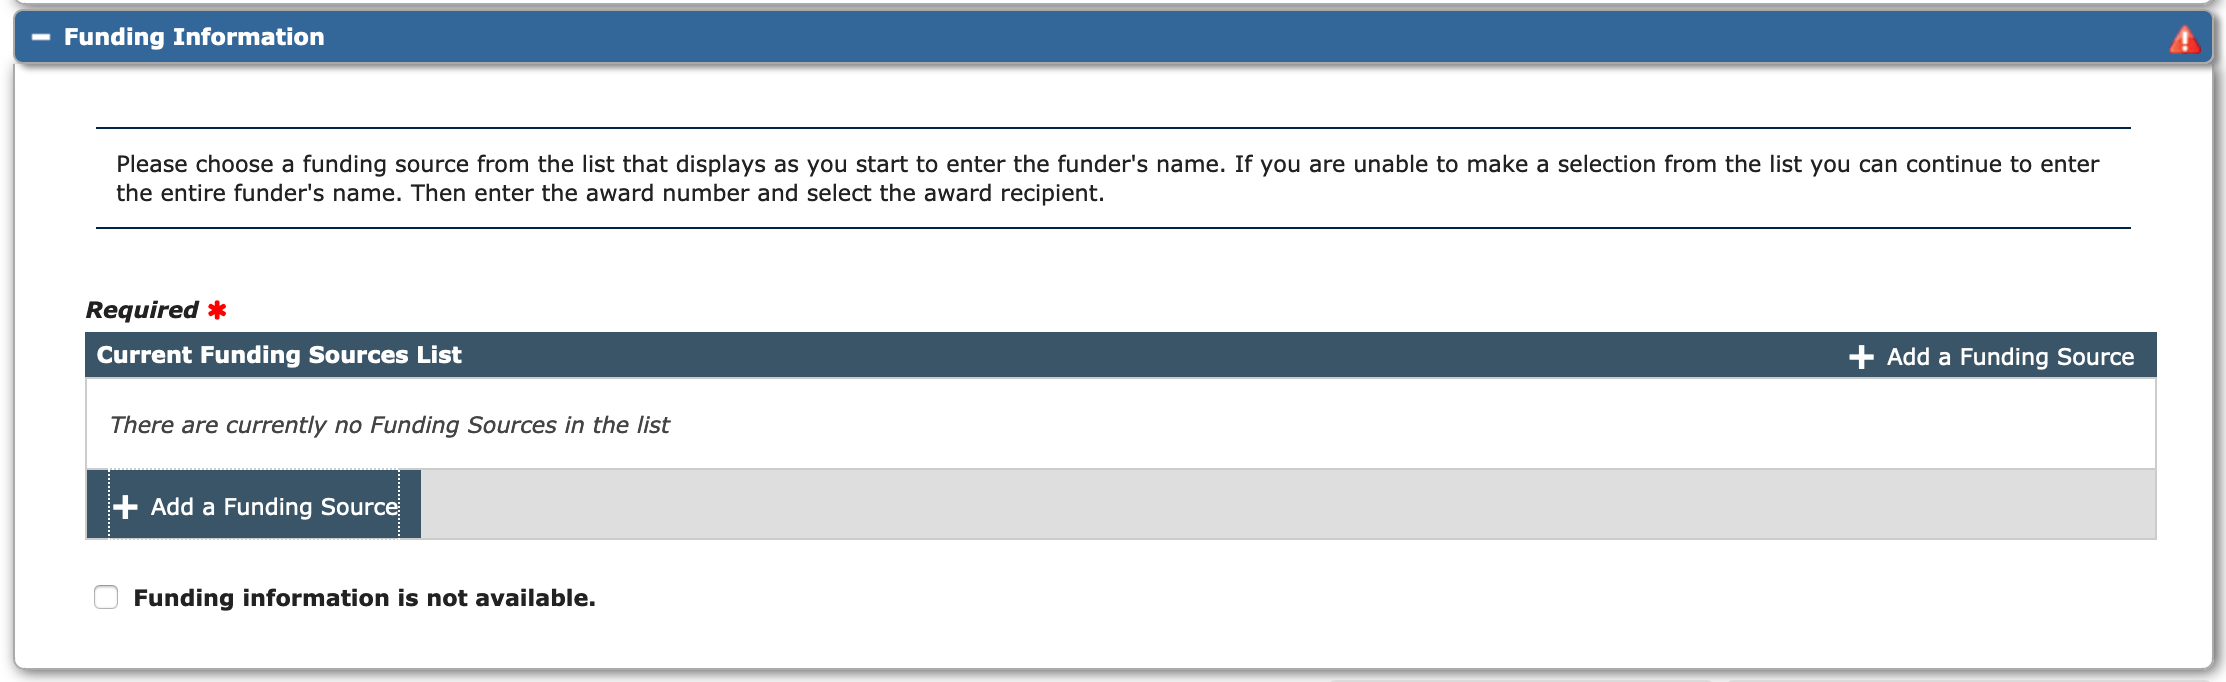 Funding Information
Please choose a funding source from the list that displays as you start to enter the funder's name. If you are unable to make a selection from the list you can continue to enter
the entire funder's name. Then enter the award number and select the award recipient.
Required *
Current Funding Sources List
+ Add a Funding Source
There are currently no Funding Sources in the list
+ Add a Funding Source
Funding information is not available.